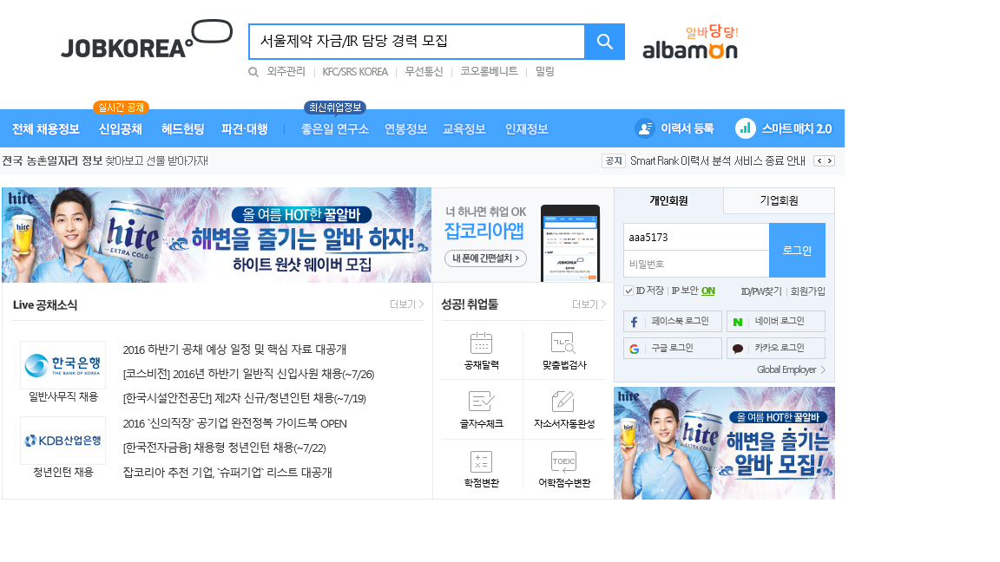 JOBKOREA
서울제약 자금/IR 담당 경력 모집
알바당당!
albamon
외주관리 KFC/SRS KOREA 무선통신 코오롱베니트 밀링
실시간 공채
최신취업정보
전체 채용정보 신입공채 헤드헌팅 파견·대행 좋은일 연구소 연봉정보 교육정보 인재정보 이력서 등록 스마트매치 2.0
전국 농촌일자리 정보 찾아보고 선물 받아가자!
공지 Smart Rank 이력서 분석 서비스 종료 안내
hite
hite
EXTRA COLD
올 여름 HOT한 꿀알바
해변을 즐기는 알바 하자!
하이트 원샷 웨이버 모집
너 하나면 취업 OK
잡코리아앱
내 폰에 간편설치 >
JOBKOREA
개인회원 기업회원
aaa5173
비밀번호
로그인
ID 저장 IP 보안 ON ID/PW찾기 회원가입
페이스북 로그인 네이버 로그인
구글 로그인 카카오 로그인
Global Employer
Live 공채소식 더보기
한국은행
THE BANK OF KOREA
일반사무직 채용
KDB산업은행
청년인턴 채용
2016 하반기 공채 예상 일정 및 핵심 자료 대공개
[코스비전] 2016년 하반기 일반직 신입사원 채용(~7/26)
[한국시설안전공단] 제2차 신규/청년인턴 채용(~7/19)
2016 `신의직장` 공기업 완전정복 가이드북 OPEN
[한국전자금융] 채용형 청년인턴 채용(~7/22)
잡코리아 추천 기업, `슈퍼기업` 리스트 대공개
성공! 취업툴 더보기
공채달력 맞춤법검사
글자수체크 자소서자동완성
TOEIC
학점변환 어학점수변환
hite
hite
EXTRA COLD
올 여름 HOT한 꿀알바
해변을 즐기는
알바 모집!